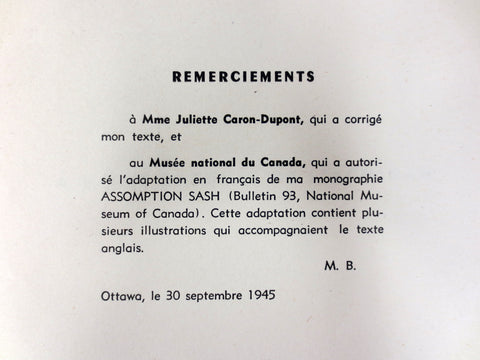 REMERCIEMENTS
à Mme Juliette Caron-Dupont, qui a corrigé
mon texte, et
au Musée national du Canada, qui a autori-
sé l'adaptation en français de ma monographie
ASSOMPTION SASH (Bulletin 93, National Mu-
seum of Canada). Cette adaptation contient plu-
sieurs illustrations qui accompagnaient le texte
anglais.
M. B.
Ottawa, le 30 septembre 1945